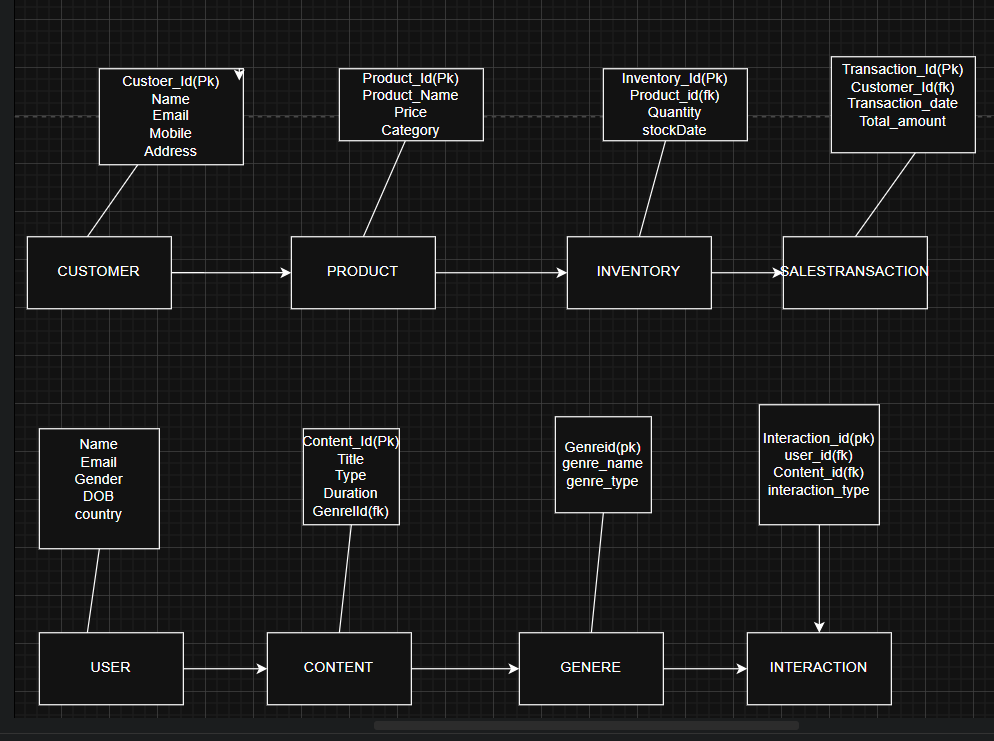 Custoer_Id(Pk)
Name
Email
Mobile
Address
Product_Id(Pk)
Product_Name
Price
Category
Inventory_Id(Pk)
Product_id(fk)
Quantity
stockDate
Transaction_Id(Pk)
Customer_Id(fk)
Transaction_date
Total_amount
CUSTOMER
PRODUCT
INVENTORY
SALESTRANSACTION
Name
Email
Gender
DOB
country
Content_Id(Pk)
Title
Type
Duration
GenreId(fk)
Genreid(pk)
genre_name
genre_type
Interaction_id(pk)
user_id(fk)
Content_id(fk)
interaction_type
USER
CONTENT
GENERE
INTERACTION